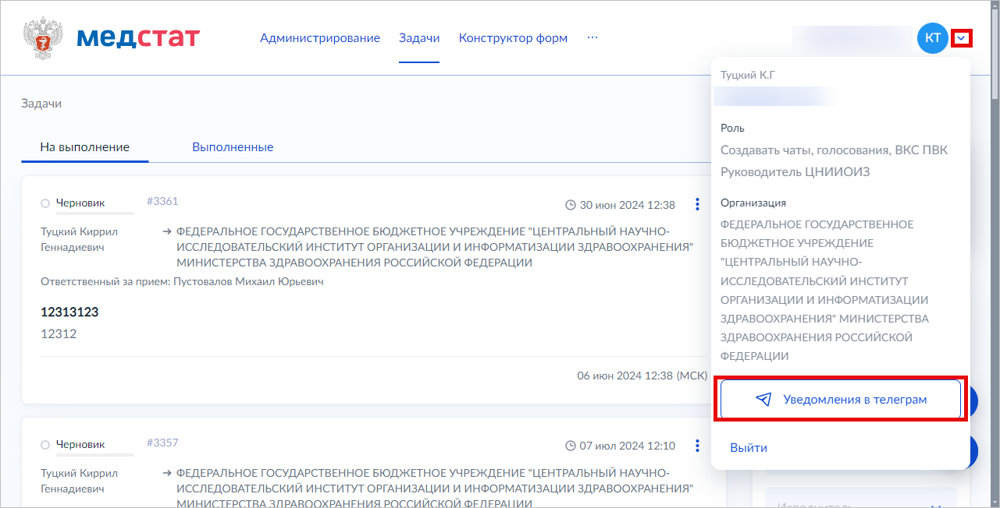 медстат
Администрирование Задачи Конструктор форм ...
КТ
Туцкий К.Г
Роль
Создавать чаты, голосования, ВКС ПВК
Руководитель ЦНИИОИЗ
Организация
ФЕДЕРАЛЬНОЕ ГОСУДАРСТВЕННОЕ
БЮДЖЕТНОЕ УЧРЕЖДЕНИЕ
"ЦЕНТРАЛЬНЫЙ НАУЧНО-
ИССЛЕДОВАТЕЛЬСКИЙ ИНСТИТУТ
ОРГАНИЗАЦИИ И ИНФОРМАТИЗАЦИИ
ЗДРАВООХРАНЕНИЯ" МИНИСТЕРСТВА
ЗДРАВООХРАНЕНИЯ РОССИЙСКОЙ
ФЕДЕРАЦИИ
Уведомления в телеграм
Выйти
Задачи
На выполнение Выполненные
Черновик #3361 30 июн 2024 12:38
Туцкий Киррил
Геннадиевич
→ ФЕДЕРАЛЬНОЕ ГОСУДАРСТВЕННОЕ БЮДЖЕТНОЕ УЧРЕЖДЕНИЕ "ЦЕНТРАЛЬНЫЙ НАУЧНО-
ИССЛЕДОВАТЕЛЬСКИЙ ИНСТИТУТ ОРГАНИЗАЦИИ И ИНФОРМАТИЗАЦИИ ЗДРАВООХРАНЕНИЯ"
МИНИСТЕРСТВА ЗДРАВООХРАНЕНИЯ РОССИЙСКОЙ ФЕДЕРАЦИИ
Ответственный за прием: Пустовалов Михаил Юрьевич
12313123
12312
06 июн 2024 12:38 (МСК)
Черновик #3357 07 июл 2024 12:10
Туцкий Киррил
Геннадиевич
→ ФЕДЕРАЛЬНОЕ ГОСУДАРСТВЕННОЕ БЮДЖЕТНОЕ УЧРЕЖДЕНИЕ "ЦЕНТРАЛЬНЫЙ НАУЧНО-
ИССЛЕДОВАТЕЛЬСКИЙ ИНСТИТУТ ОРГАНИЗАЦИИ И ИНФОРМАТИЗАЦИИ ЗДРАВООХРАНЕНИЯ"
МИНИСТЕРСТВА ЗДРАВООХРАНЕНИЯ РОССИЙСКОЙ ФЕДЕРАЦИИ
Исполнитель